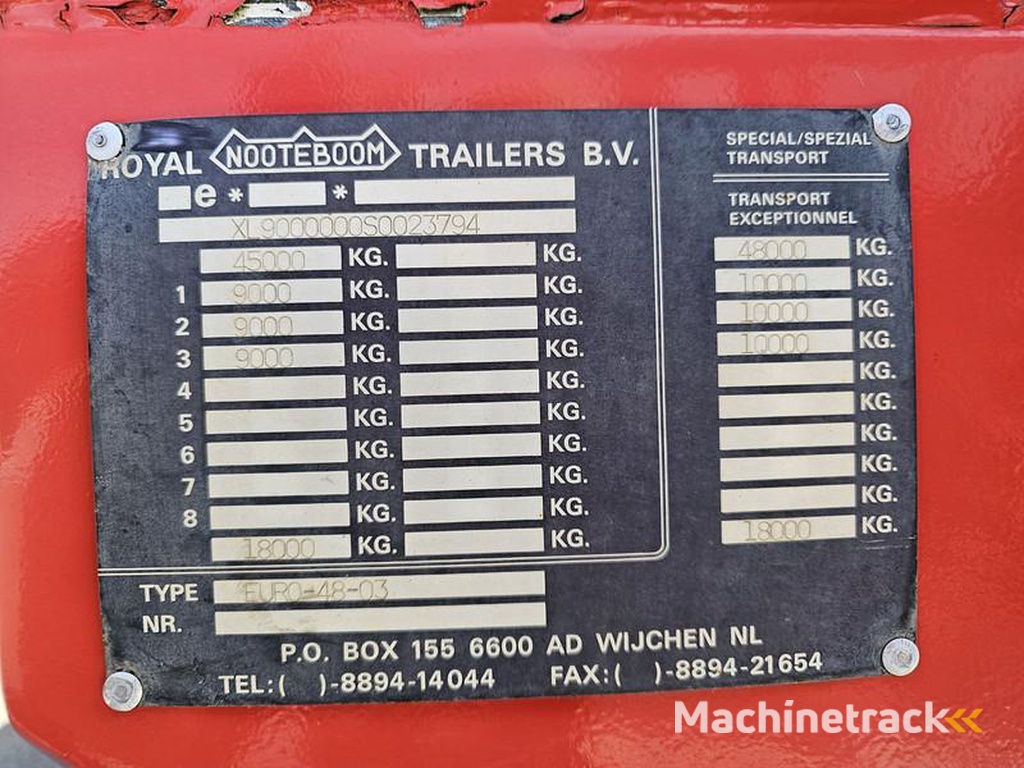 ROYAL NOOTEBOOM TRAILERS B.V.
e * *
XL9000000S0023794
45000 KG. KG.
1 9000 KG. KG.
2 9000 KG. KG.
3 9000 KG. KG.
4 KG. KG.
5 KG. KG.
6 KG. KG.
7 KG. KG.
8 KG. KG.
18000 KG. KG.
TYPE EURO-48-03
NR.
SPECIAL/SPEZIAL
TRANSPORT
TRANSPORT
EXCEPTIONNEL
48000 KG.
10000 KG.
10000 KG.
10000 KG.
KG.
KG.
KG.
KG.
KG.
18000 KG.
P.O. BOX 155 6600 AD WIJCHEN NL
TEL:( )-8894-14044 FAX:( )-8894-21654
Machinetrack